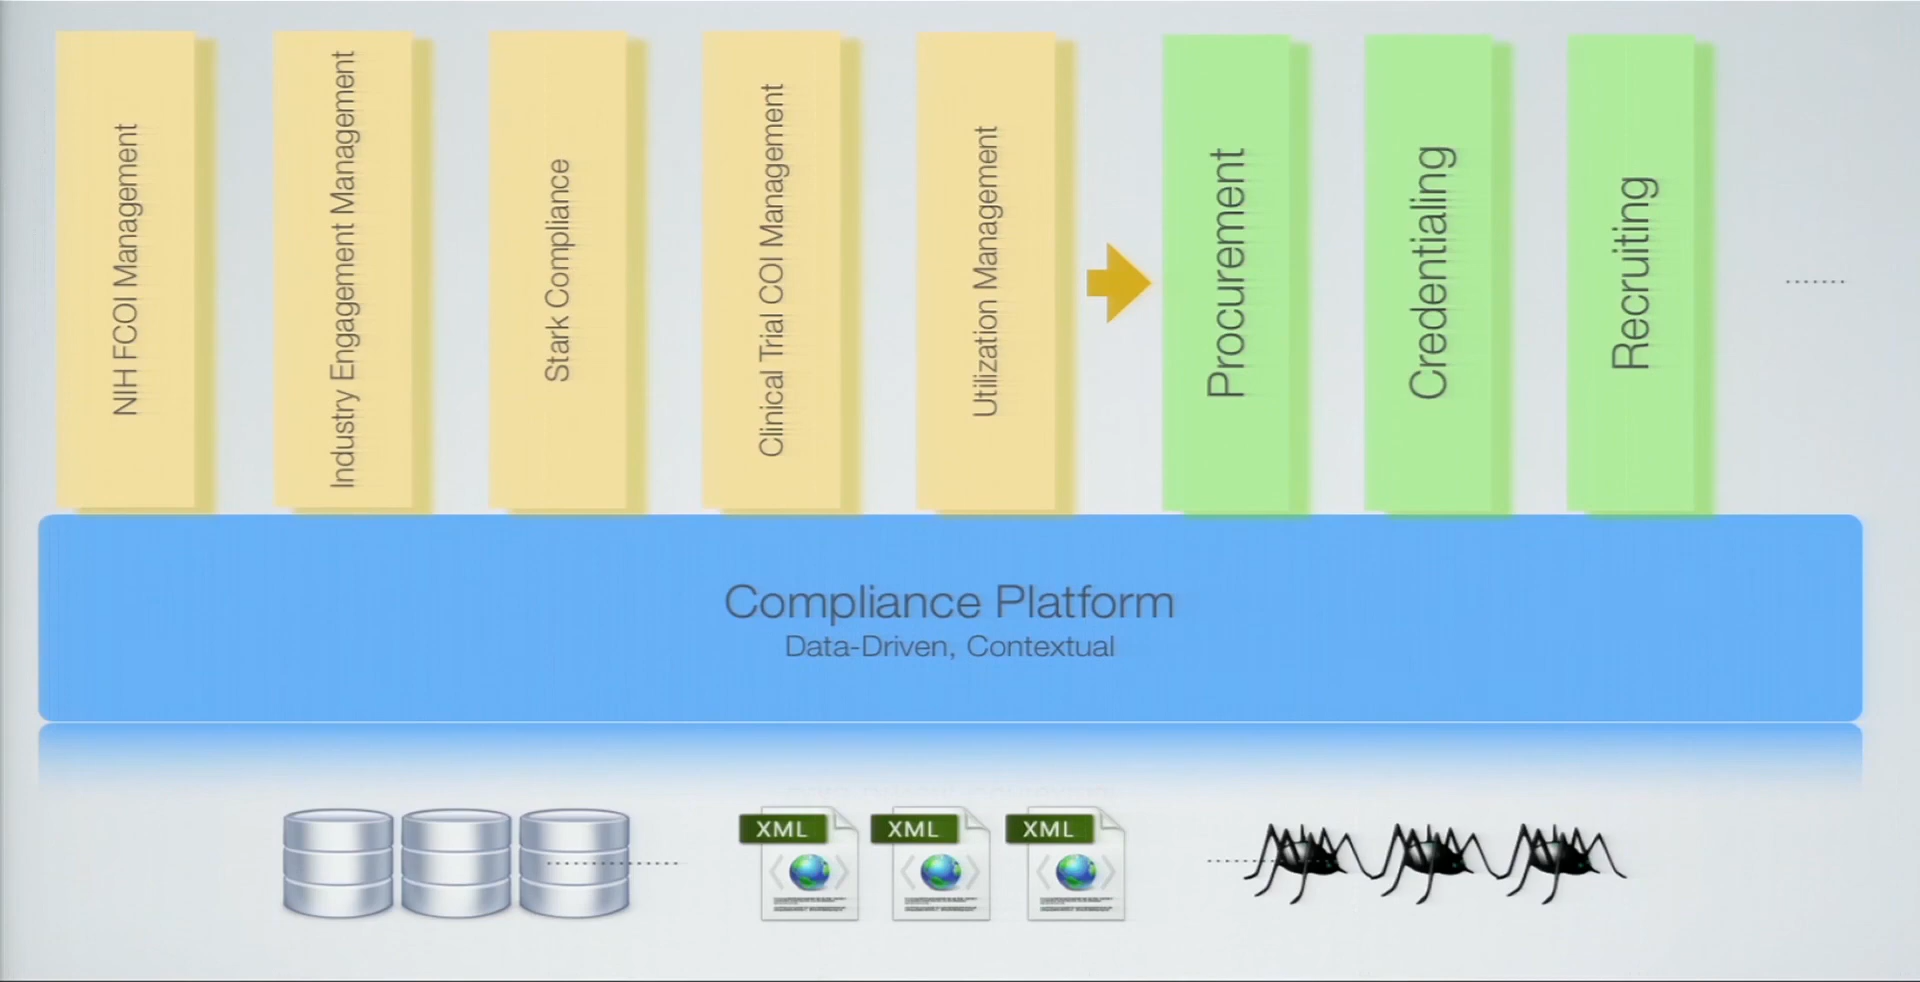 NIH FCOI Management
Industry Engagement Management
Stark Compliance
Clinical Trial COI Management
Utilization Management
Procurement
Credentialing
Recruiting
Compliance Platform
Data-Driven, Contextual
XML
XML
XML